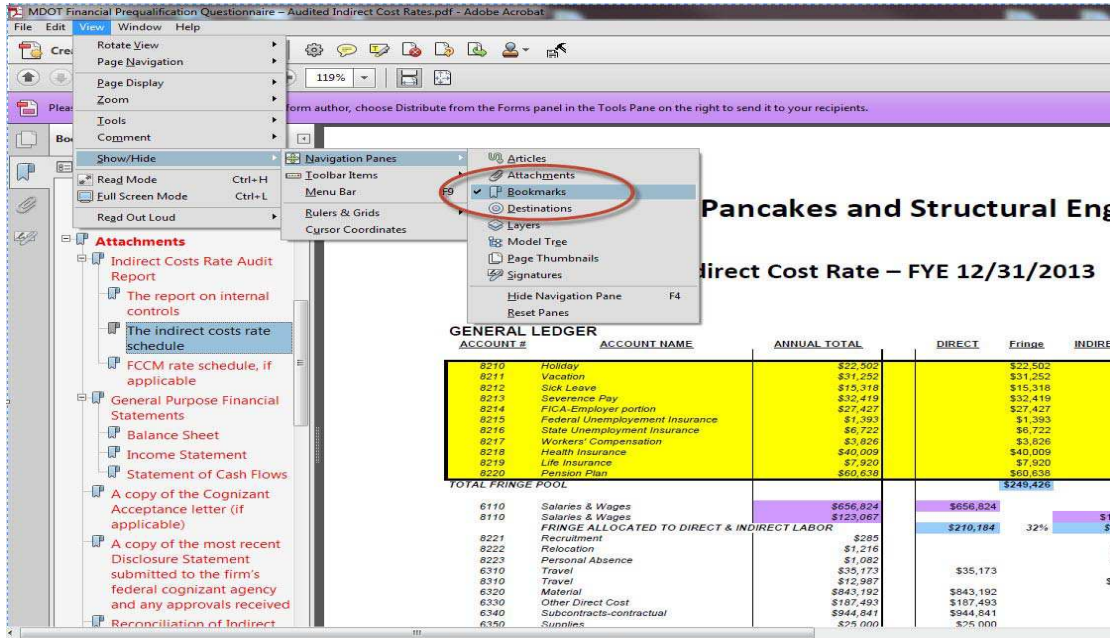 MDOT Financial Prequalification Questionnaire – Audited Indirect Cost Rates.pdf - Adobe Acrobat
File Edit View Window Help
Rotate View
Page Navigation
Page Display
Zoom
Tools
Comment
Show/Hide
Read Mode Ctrl+H
Full Screen Mode Ctrl+L
Read Out Loud
Navigation Panes
Toolbar Items
Menu Bar F9
Rulers & Grids
Cursor Coordinates
Articles
Attachments
Bookmarks
Destinations
Layers
Model Tree
Page Thumbnails
Signatures
Hide Navigation Pane F4
Reset Panes
Cre
119%
Pleas
form author, choose Distribute from the Forms panel in the Tools Pane on the right to send it to your recipients.
Boo
Attachments
Indirect Costs Rate Audit
Report
The report on internal
controls
The indirect costs rate
schedule
FCCM rate schedule, if
applicable
General Purpose Financial
Statements
Balance Sheet
Income Statement
Statement of Cash Flows
A copy of the Cognizant
Acceptance letter (if
applicable)
A copy of the most recent
Disclosure Statement
submitted to the firm's
federal cognizant agency
and any approvals received
Reconciliation of Indirect
Pancakes and Structural Eng
direct Cost Rate – FYE 12/31/2013
GENERAL LEDGER
ACCOUNT # ACCOUNT NAME ANNUAL TOTAL DIRECT Fringe INDIRE
8210 Holiday $22,502 $22,502
8211 Vacation $31,252 $31,252
8212 Sick Leave $15,318 $15,318
8213 Severence Pay $32,419 $32,419
8214 FICA-Employer portion $27,427 $27,427
8215 Federal Unemployement Insurance $1,393 $1,393
8216 State Unemployment Insurance $6,722 $6,722
8217 Workers' Compensation $3,826 $3,826
8218 Health Insurance $40,009 $40,009
8219 Life Insurance $7,920 $7,920
8220 Pension Plan $60,638 $60,638
TOTAL FRINGE POOL $249,426
6110 Salaries & Wages $656,824 $656,824
8110 Salaries & Wages $123,067 $1
FRINGE ALLOCATED TO DIRECT & INDIRECT LABOR $210,184 32% $
8221 Recruitment $285
8222 Relocation $1,216
8223 Personal Absence $1,082
6310 Travel $35,173 $35,173
8310 Travel $12,987 $
6320 Material $843,192 $843,192
6330 Other Direct Cost $187,493 $187,493
6340 Subcontracts-contractual $944,841 $944,841
6350 Supplies $25,000 $25,000